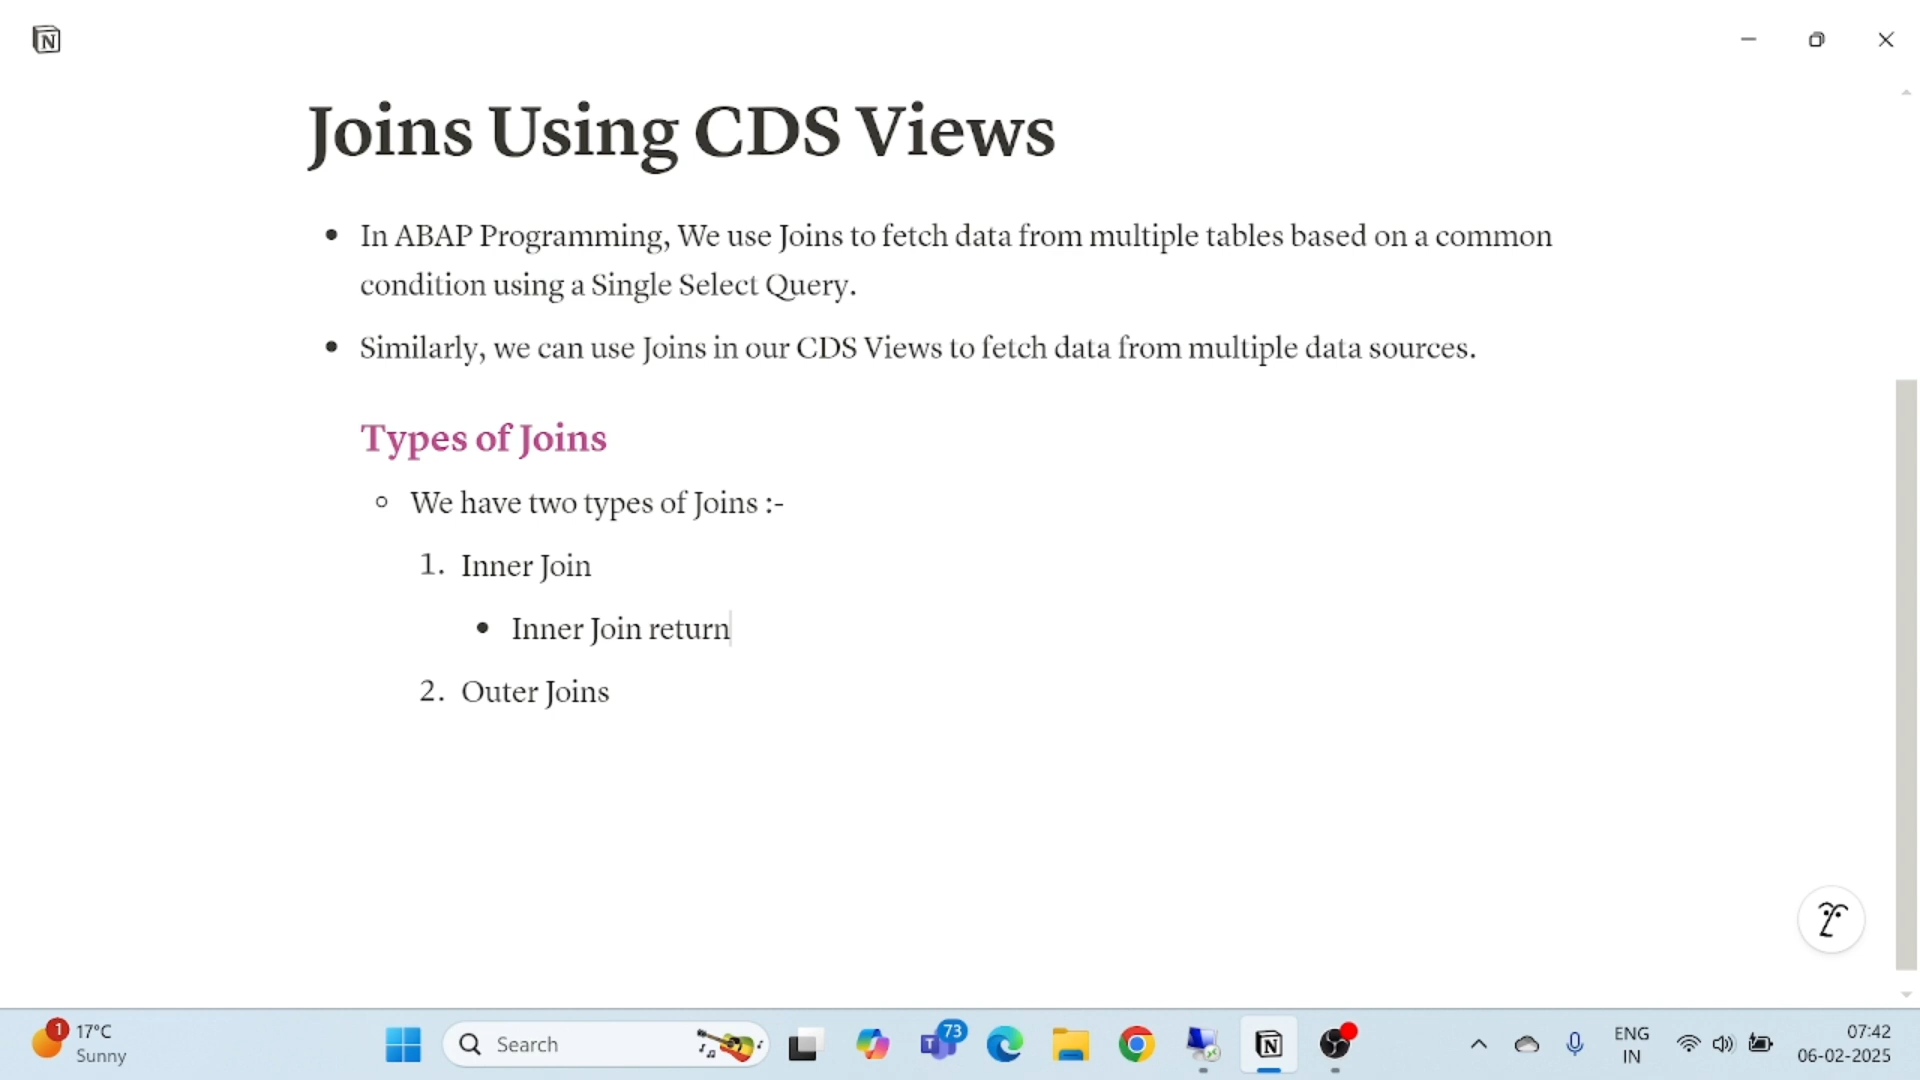 Joins Using CDS Views
In ABAP Programming, We use Joins to fetch data from multiple tables based on a common
condition using a Single Select Query.
Similarly, we can use Joins in our CDS Views to fetch data from multiple data sources.
Types of Joins
We have two types of Joins :-
1. Inner Join
Inner Join return
2. Outer Joins
1
17°C
Sunny
Search
73
ENG
IN
07:42
06-02-2025